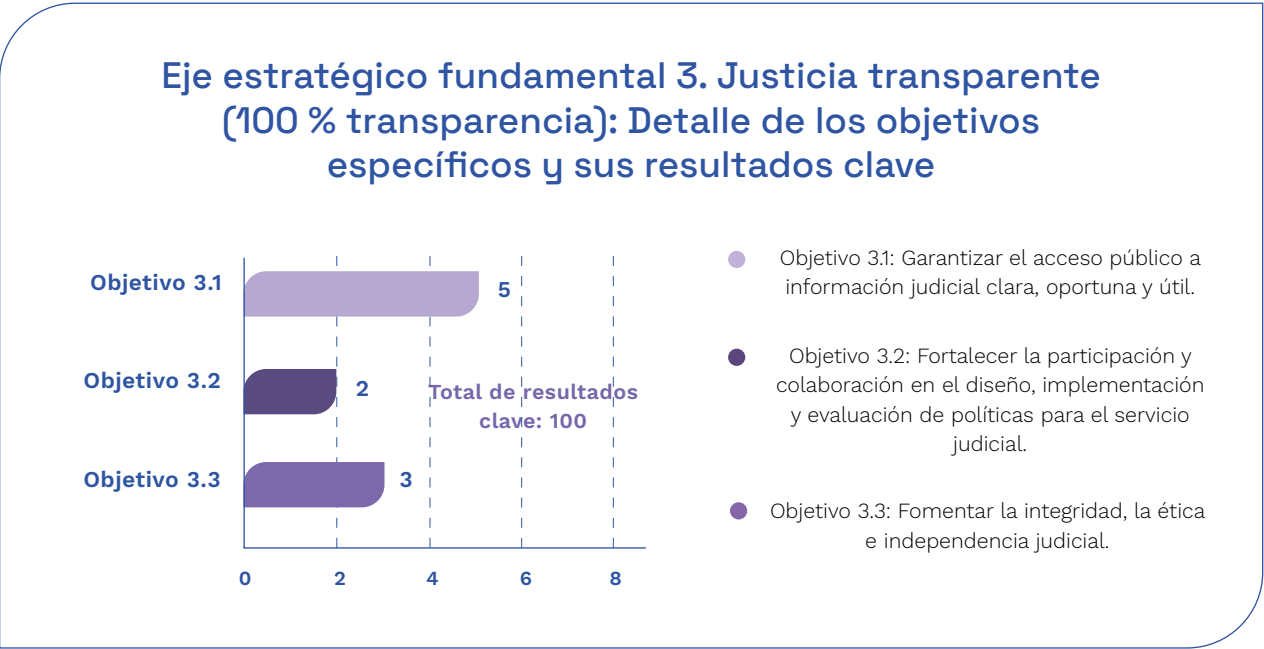 Eje estratégico fundamental 3. Justicia transparente
(100 % transparencia): Detalle de los objetivos
específicos y sus resultados clave
Objetivo 3.1
5
Objetivo 3.2
2
Total de resultados
clave: 100
Objetivo 3.3
3
0 2 4 6 8
Objetivo 3.1: Garantizar el acceso público a
información judicial clara, oportuna y útil.
Objetivo 3.2: Fortalecer la participación y
colaboración en el diseño, implementación
y evaluación de políticas para el servicio
judicial.
Objetivo 3.3: Fomentar la integridad, la ética
e independencia judicial.